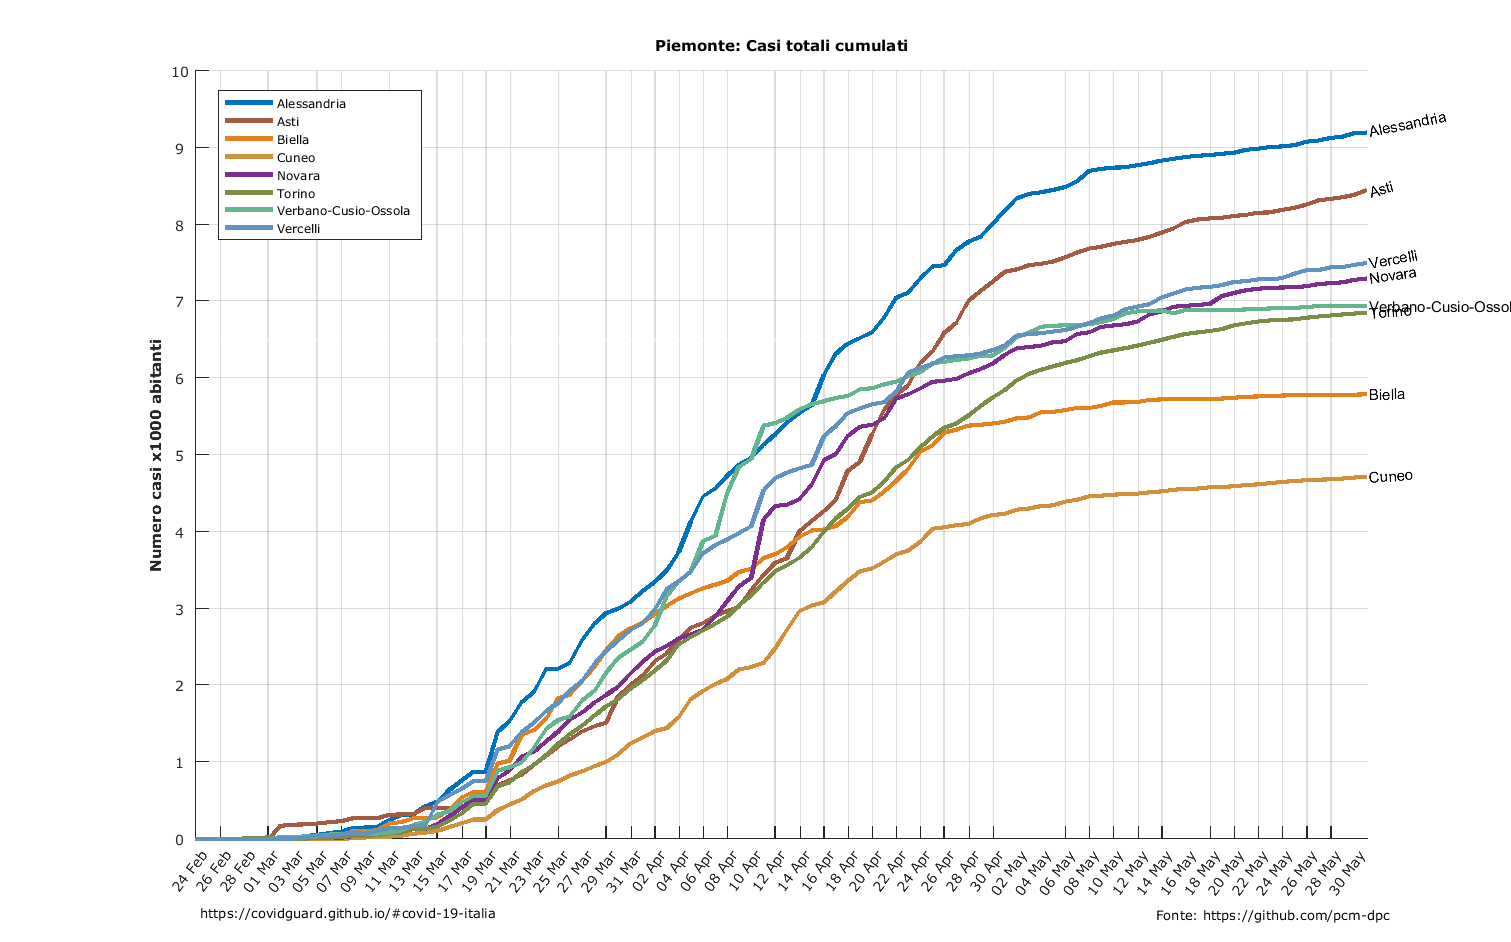 Piemonte: Casi totali cumulati
Numero casi x1000 abitanti
10
9
8
7
6
5
4
3
2
1
0
Alessandria
Asti
Biella
Cuneo
Novara
Torino
Verbano-Cusio-Ossola
Vercelli
Alessandria
Asti
Vercelli
Novara
Verbano-Cusio-Ossol
Torino
Biella
Cuneo
24 Feb
26 Feb
28 Feb
01 Mar
03 Mar
05 Mar
07 Mar
09 Mar
11 Mar
13 Mar
15 Mar
17 Mar
19 Mar
21 Mar
23 Mar
25 Mar
27 Mar
29 Mar
31 Mar
02 Apr
04 Apr
06 Apr
08 Apr
10 Apr
12 Apr
14 Apr
16 Apr
18 Apr
20 Apr
22 Apr
24 Apr
26 Apr
28 Apr
30 Apr
02 May
04 May
06 May
08 May
10 May
12 May
14 May
16 May
18 May
20 May
22 May
24 May
26 May
28 May
30 May
https://covidguard.github.io/#covid-19-italia
Fonte: https://github.com/pcm-dpc